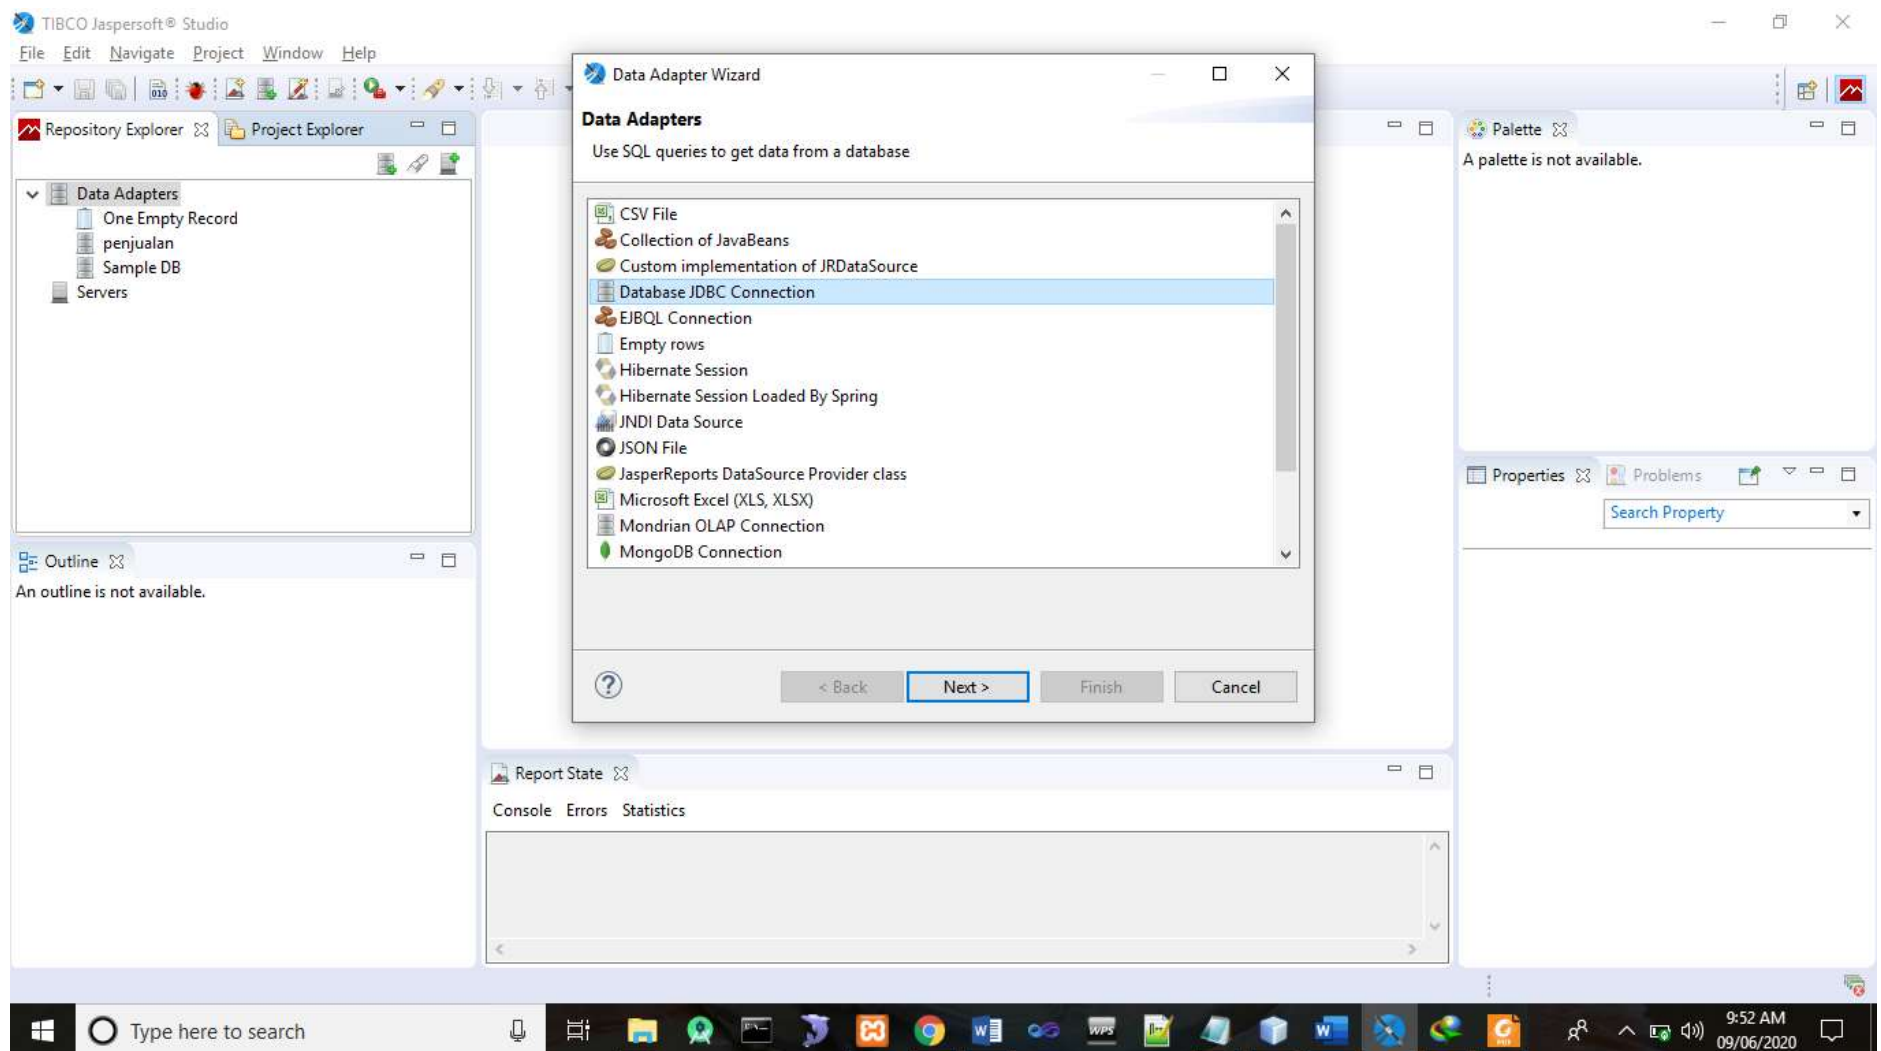 TIBCO Jaspersoft® Studio
File Edit Navigate Project Window Help
Repository Explorer Project Explorer
Data Adapters
One Empty Record
penjualan
Sample DB
Servers
Outline
An outline is not available.
Data Adapter Wizard
Data Adapters
Use SQL queries to get data from a database
CSV File
Collection of JavaBeans
Custom implementation of JRDataSource
Database JDBC Connection
EJBQL Connection
Empty rows
Hibernate Session
Hibernate Session Loaded By Spring
JNDI Data Source
JSON File
JasperReports DataSource Provider class
Microsoft Excel (XLS, XLSX)
Mondrian OLAP Connection
MongoDB Connection
< Back Next > Finish Cancel
Report State
Console Errors Statistics
Palette
A palette is not available.
Properties Problems
Search Property
Type here to search
WPS
9:52 AM
09/06/2020